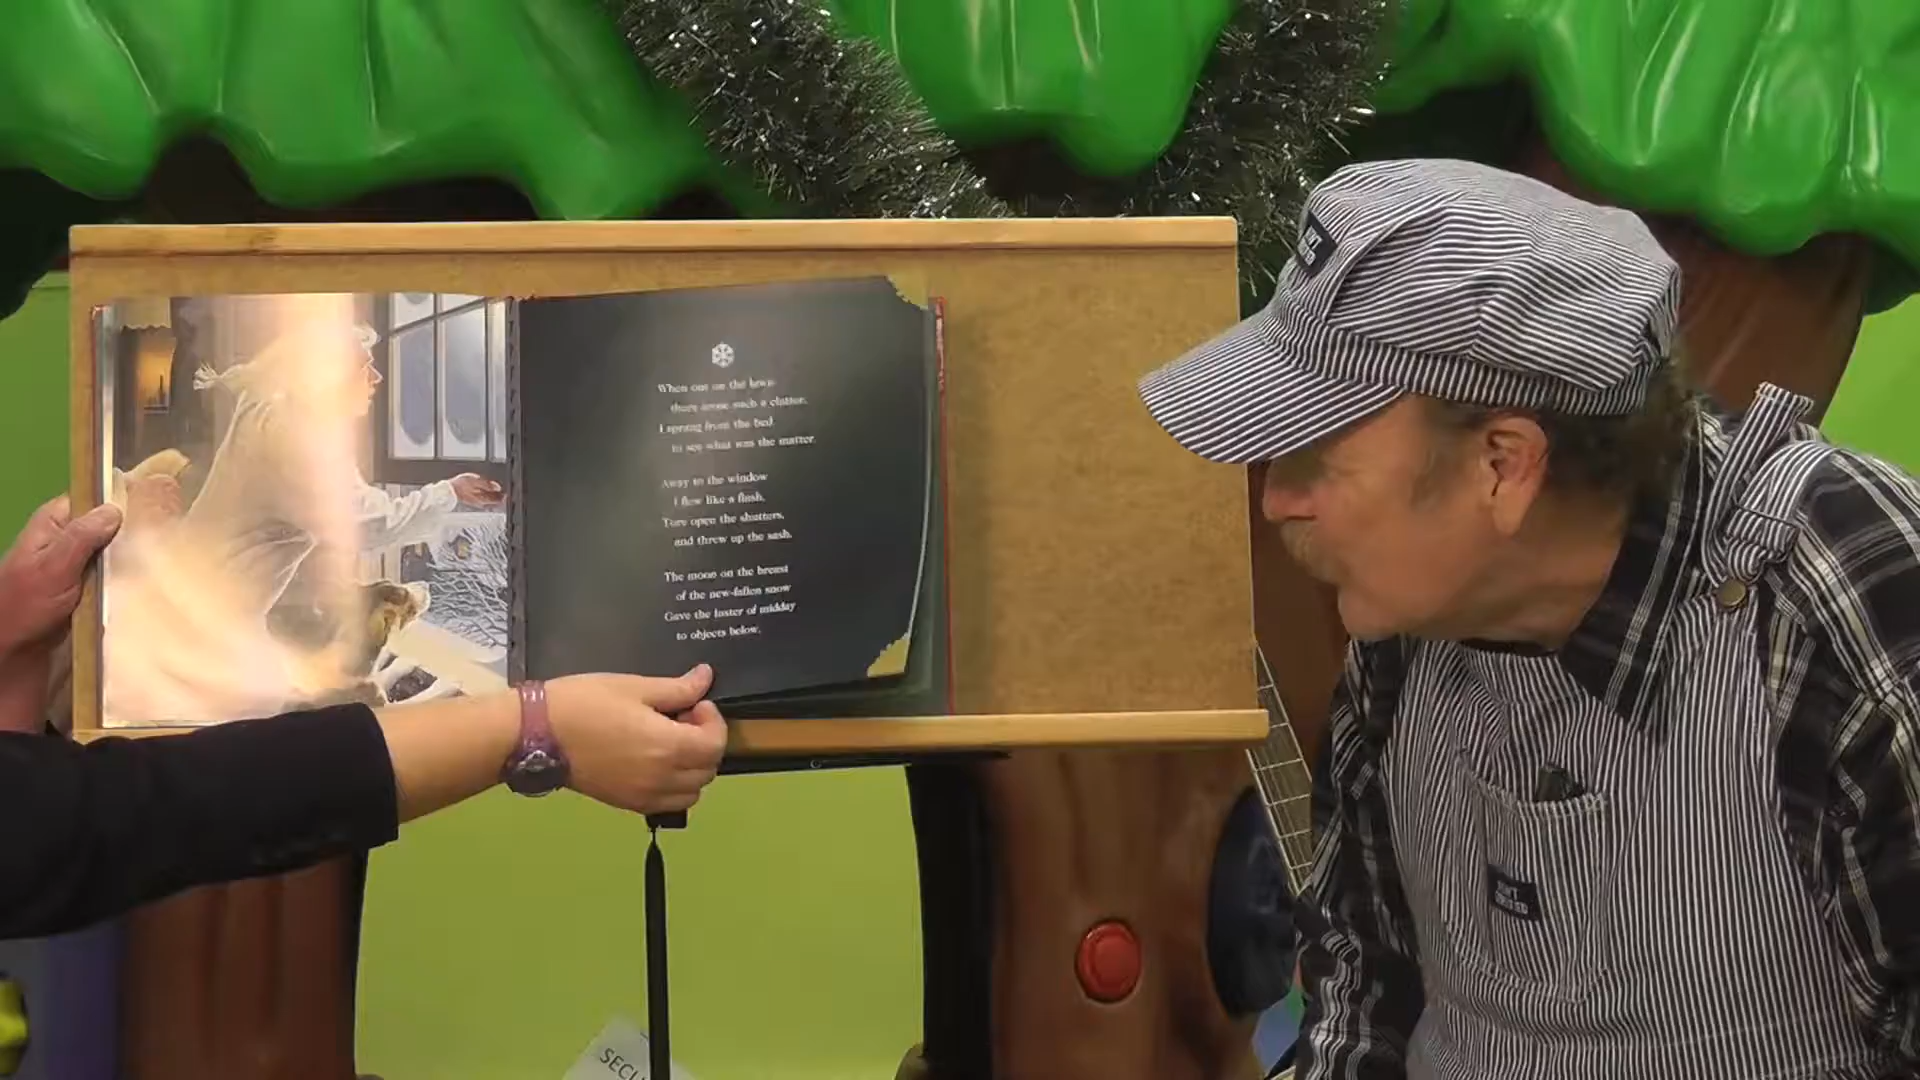 When out on the lawn
there arose such a clatter,
I sprang from the bed
to see what was the matter.
Away to the window
I flew like a flash,
Tore open the shutters,
and threw up the sash.
The moon on the breast
of the new-fallen snow
Gave the luster of midday
to objects below.
SECU